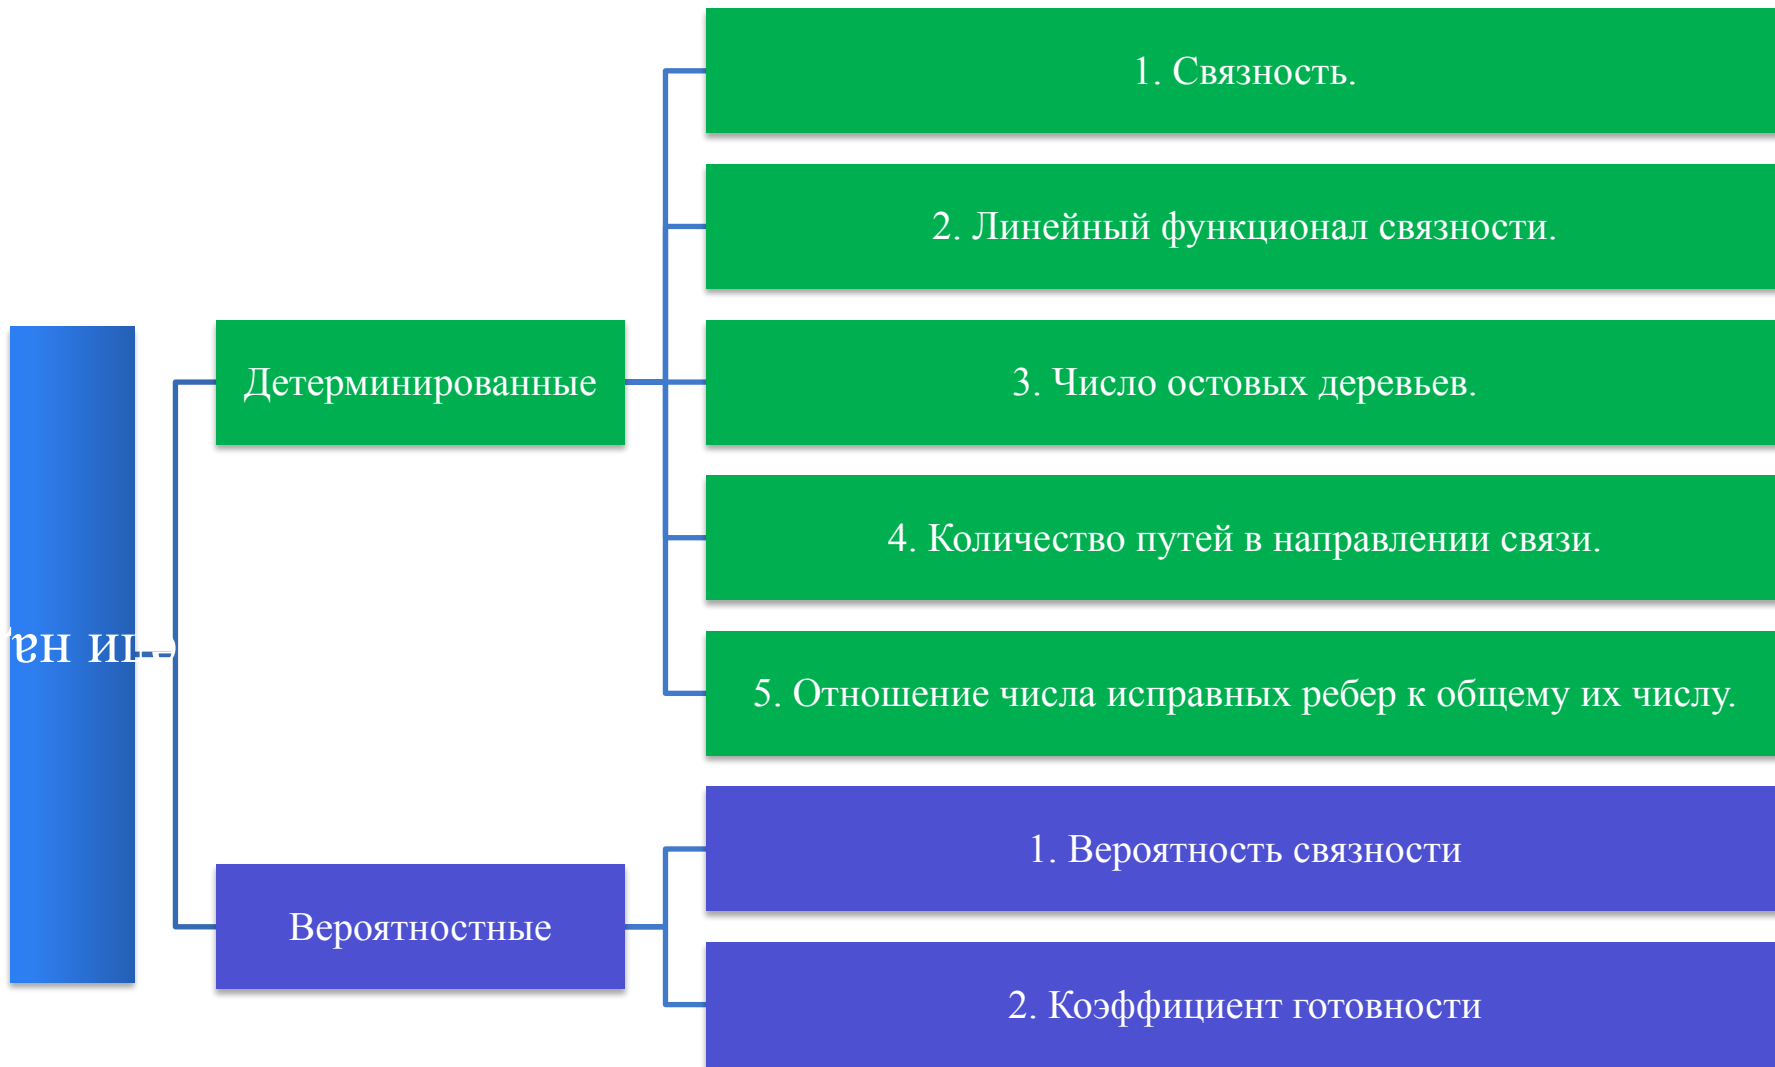 1. Связность.
2. Линейный функционал связности.
Детерминированные
3. Число остовых деревьев.
4. Количество путей в направлении связи.
5. Отношение числа исправных ребер к общему их числу.
1. Вероятность связности
Вероятностные
2. Коэффициент готовности